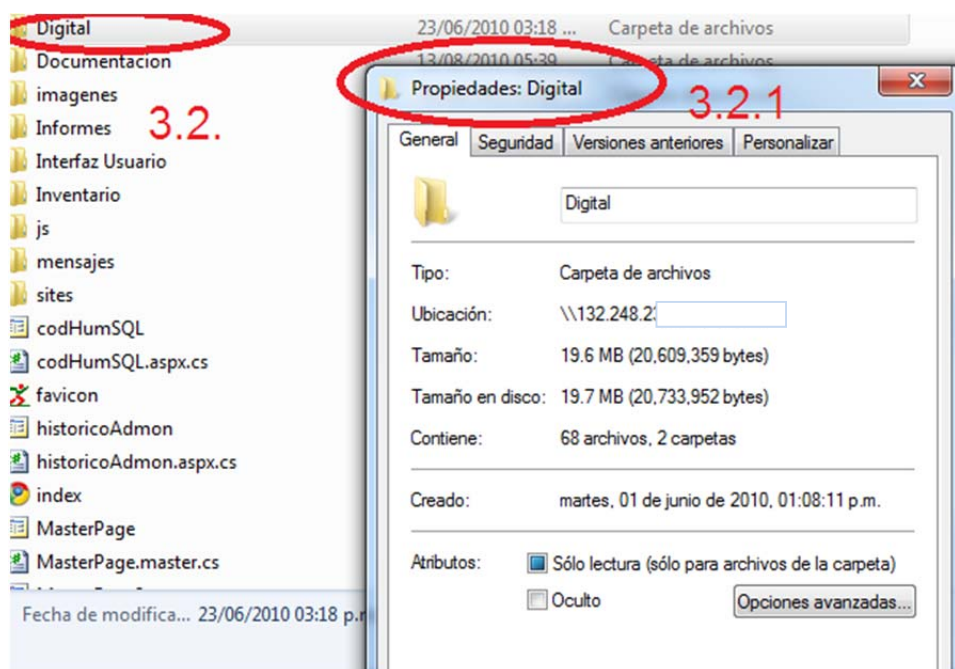 Digital 23/06/2010 03:18 ... Carpeta de archivos
Documentacion 13/08/2010 05:39 Carpeta de archivos
imagenes
Informes
3.2.
Interfaz Usuario
Inventario
js
mensajes
sites
codHumSQL
codHumSQL.aspx.cs
favicon
historicoAdmon
historicoAdmon.aspx.cs
index
MasterPage
MasterPage.master.cs
Fecha de modifica... 23/06/2010 03:18 p.
Propiedades: Digital
3.2.1
General Seguridad Versiones anteriores Personalizar
Digital
Tipo: Carpeta de archivos
Ubicación: \\132.248.2
Tamaño: 19.6 MB (20,609,359 bytes)
Tamaño en disco: 19.7 MB (20,733,952 bytes)
Contiene: 68 archivos, 2 carpetas
Creado: martes, 01 de junio de 2010, 01:08:11 p.m.
Atributos: Sólo lectura (sólo para archivos de la carpeta)
Oculto Opciones avanzadas...